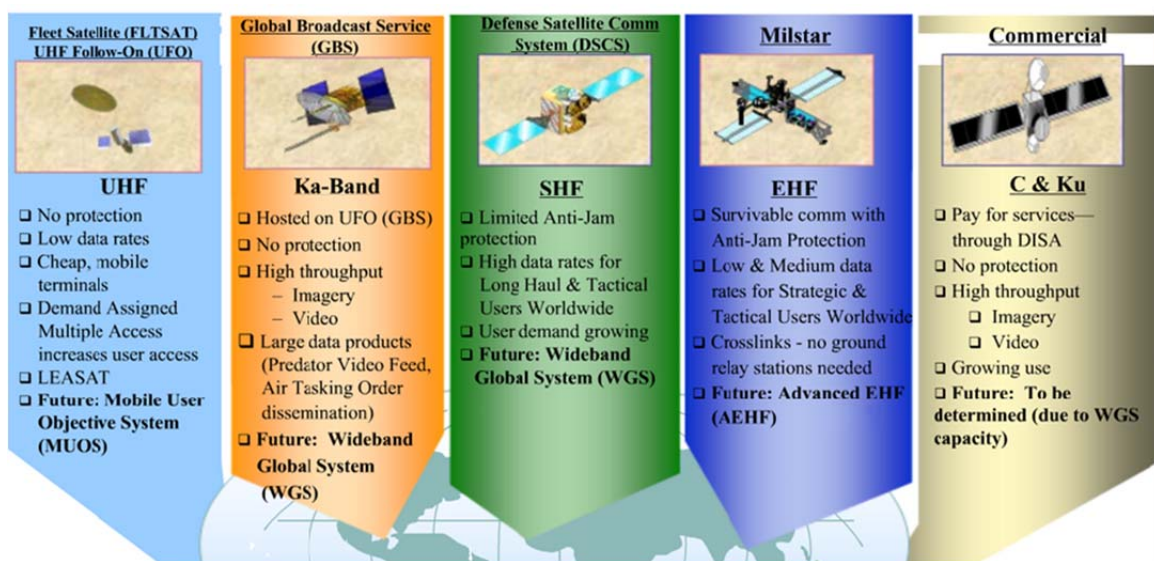 Fleet Satellite (FLTSAT)
UHF Follow-On (UFO)
UHF
❑ No protection
❑ Low data rates
❑ Cheap, mobile
terminals
❑ Demand Assigned
Multiple Access
increases user access
❑ LEASAT
❑ Future: Mobile User
Objective System
(MUOS)
Global Broadcast Service
(GBS)
Ka-Band
❑ Hosted on UFO (GBS)
❑ No protection
❑ High throughput
– Imagery
– Video
❑ Large data products
(Predator Video Feed,
Air Tasking Order
dissemination)
❑ Future: Wideband
Global System
(WGS)
Defense Satellite Comm
System (DSCS)
SHF
❑ Limited Anti-Jam
protection
❑ High data rates for
Long Haul & Tactical
Users Worldwide
❑ User demand growing
❑ Future: Wideband
Global System (WGS)
Milstar
EHF
❑ Survivable comm with
Anti-Jam Protection
❑ Low & Medium data
rates for Strategic &
Tactical Users Worldwide
❑ Crosslinks - no ground
relay stations needed
❑ Future: Advanced EHF
(AEHF)
Commercial
C & Ku
❑ Pay for services—
through DISA
❑ No protection
❑ High throughput
❑ Imagery
❑ Video
❑ Growing use
❑ Future: To be
determined (due to WGS
capacity)